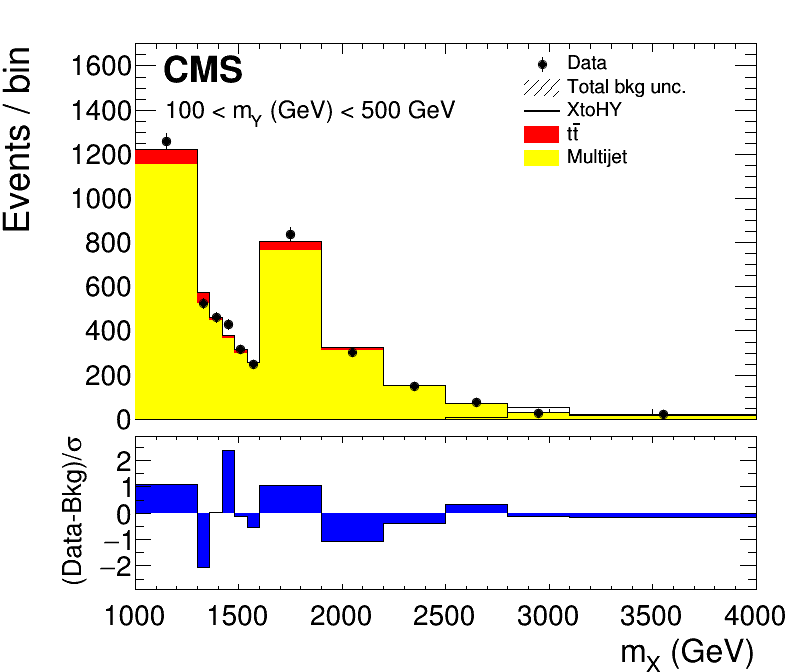 Events / bin
1600
1400
1200
1000
800
600
400
200
0
CMS
100 < m_Y (GeV) < 500 GeV
Data
Total bkg unc.
XtoHY
tt̄
Multijet
(Data-Bkg)/σ
2
1
0
−1
−2
1000 1500 2000 2500 3000 3500 4000
m_X (GeV)